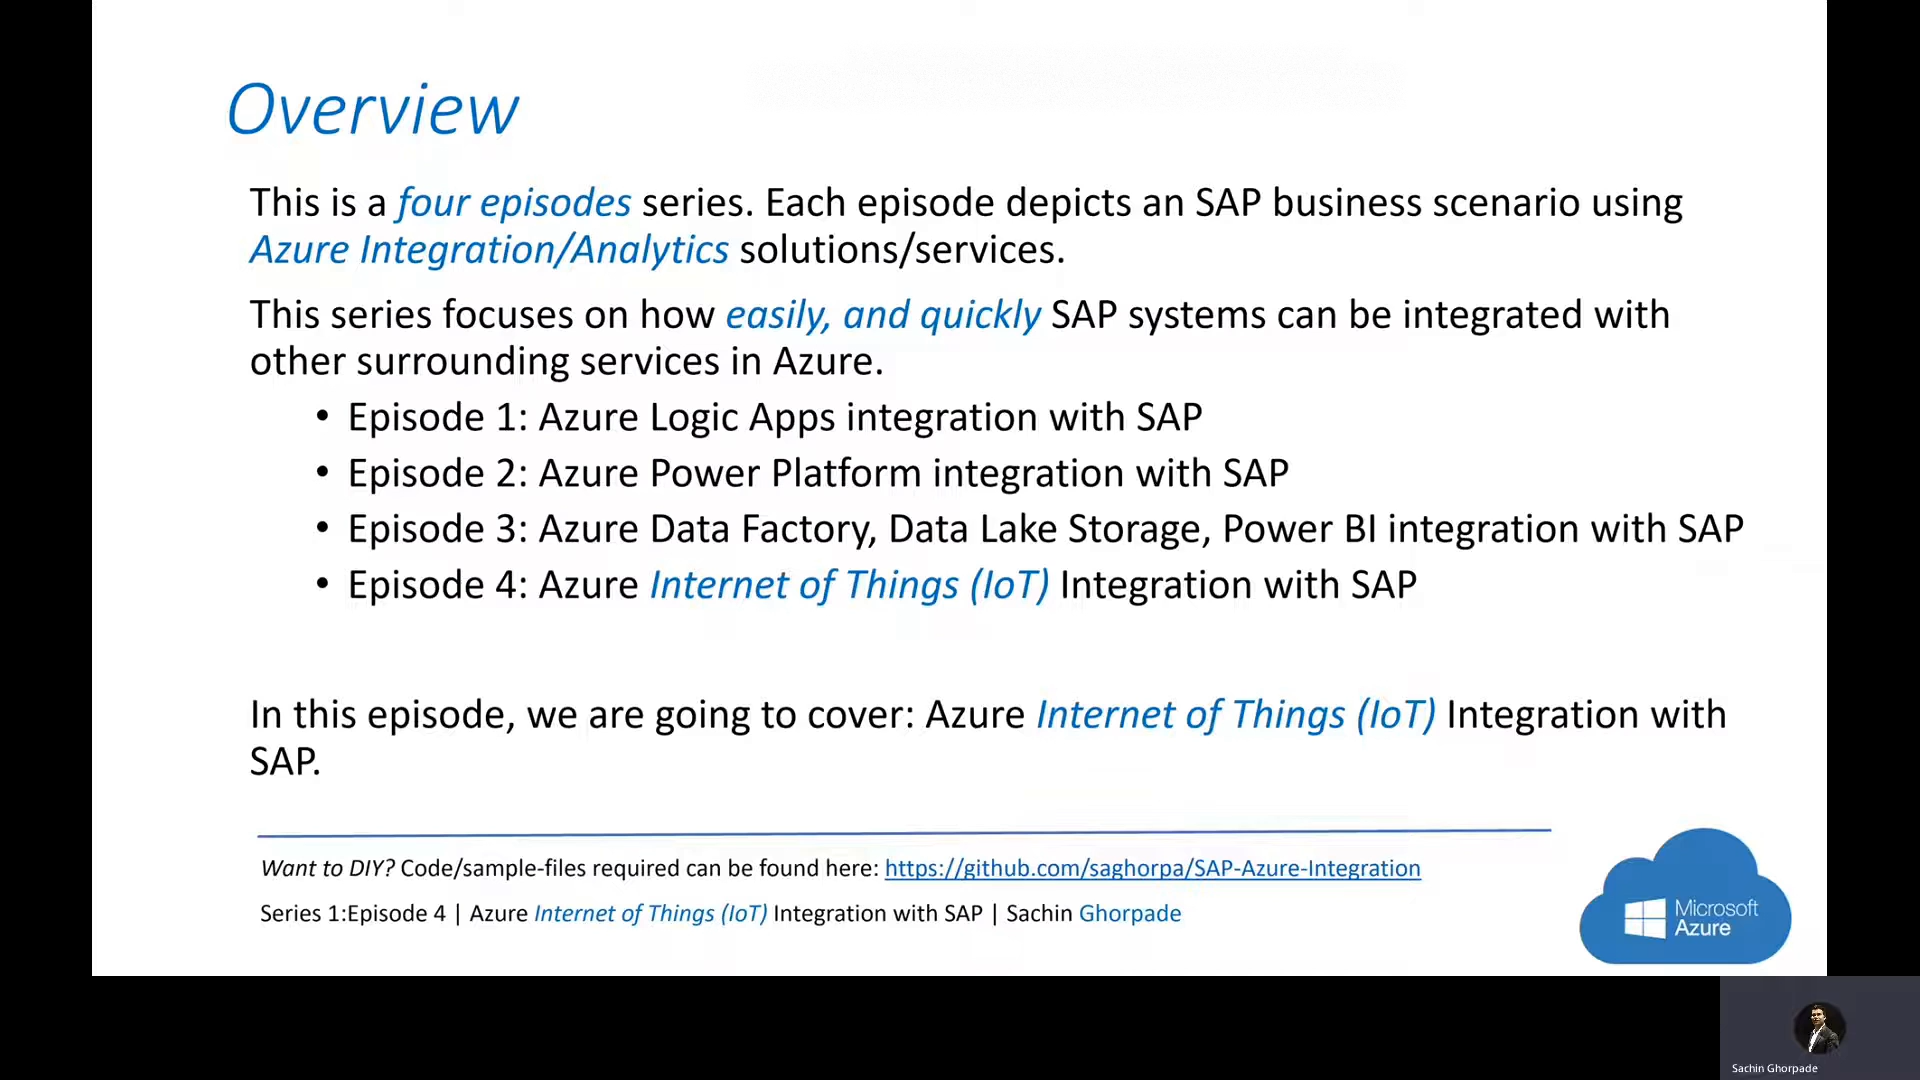 Overview
This is a four episodes series. Each episode depicts an SAP business scenario using
Azure Integration/Analytics solutions/services.
This series focuses on how easily, and quickly SAP systems can be integrated with
other surrounding services in Azure.
• Episode 1: Azure Logic Apps integration with SAP
• Episode 2: Azure Power Platform integration with SAP
• Episode 3: Azure Data Factory, Data Lake Storage, Power BI integration with SAP
• Episode 4: Azure Internet of Things (IoT) Integration with SAP
In this episode, we are going to cover: Azure Internet of Things (IoT) Integration with
SAP.
Want to DIY? Code/sample-files required can be found here: https://github.com/saghorpa/SAP-Azure-Integration
Series 1:Episode 4 | Azure Internet of Things (IoT) Integration with SAP | Sachin Ghorpade
Microsoft
Azure
Sachin Ghorpade